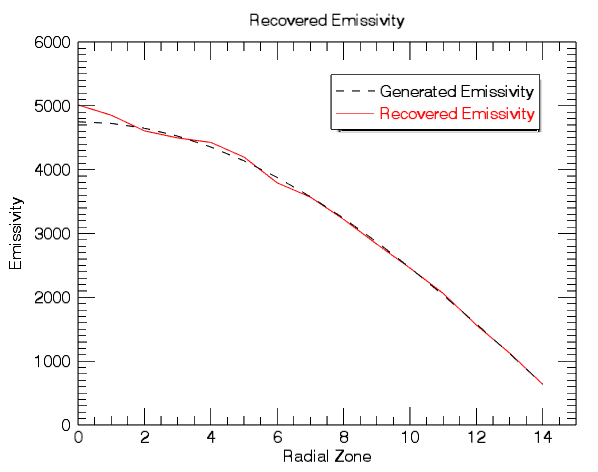 Recovered Emissivity
6000
5000
4000
3000
2000
1000
0
Emissivity
Generated Emissivity
Recovered Emissivity
0 2 4 6 8 10 12 14
Radial Zone